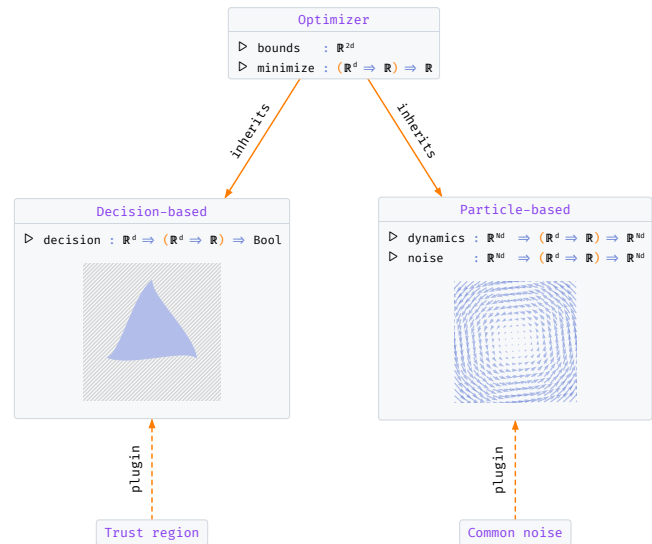 Optimizer
▷ bounds : ℝ²ᵈ
▷ minimize : (ℝᵈ ⇒ ℝ) ⇒ ℝ
inherits
inherits
Decision-based
▷ decision : ℝᵈ ⇒ (ℝᵈ ⇒ ℝ) ⇒ Bool
Particle-based
▷ dynamics : ℝᴺᵈ ⇒ (ℝᵈ ⇒ ℝ) ⇒ ℝᴺᵈ
▷ noise : ℝᴺᵈ ⇒ (ℝᵈ ⇒ ℝ) ⇒ ℝᴺᵈ
plugin
plugin
Trust region
Common noise